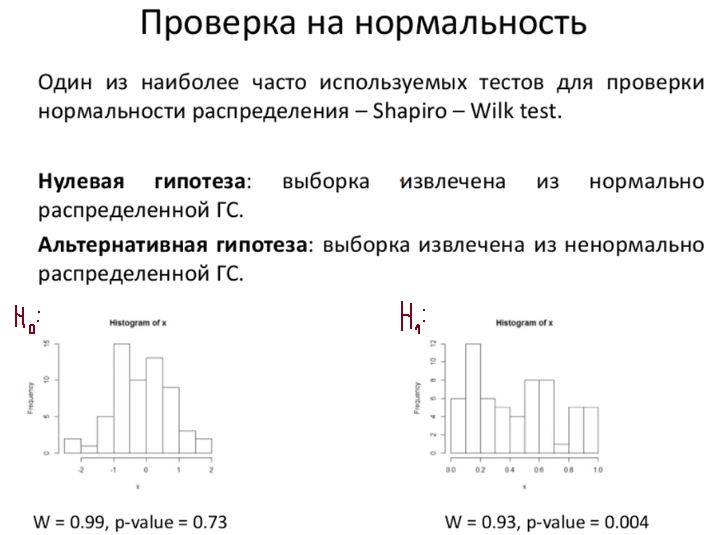 Проверка на нормальность
Один из наиболее часто используемых тестов для проверки
нормальности распределения – Shapiro – Wilk test.
Нулевая гипотеза: выборка извлечена из нормально
распределенной ГС.
Альтернативная гипотеза: выборка извлечена из ненормально
распределенной ГС.
H₀:
Histogram of x
Frequency
15
10
5
0
-2 -1 0 1 2
x
W = 0.99, p-value = 0.73
H₁:
Histogram of x
Frequency
12
10
8
6
4
2
0
0.0 0.2 0.4 0.6 0.8 1.0
x
W = 0.93, p-value = 0.004